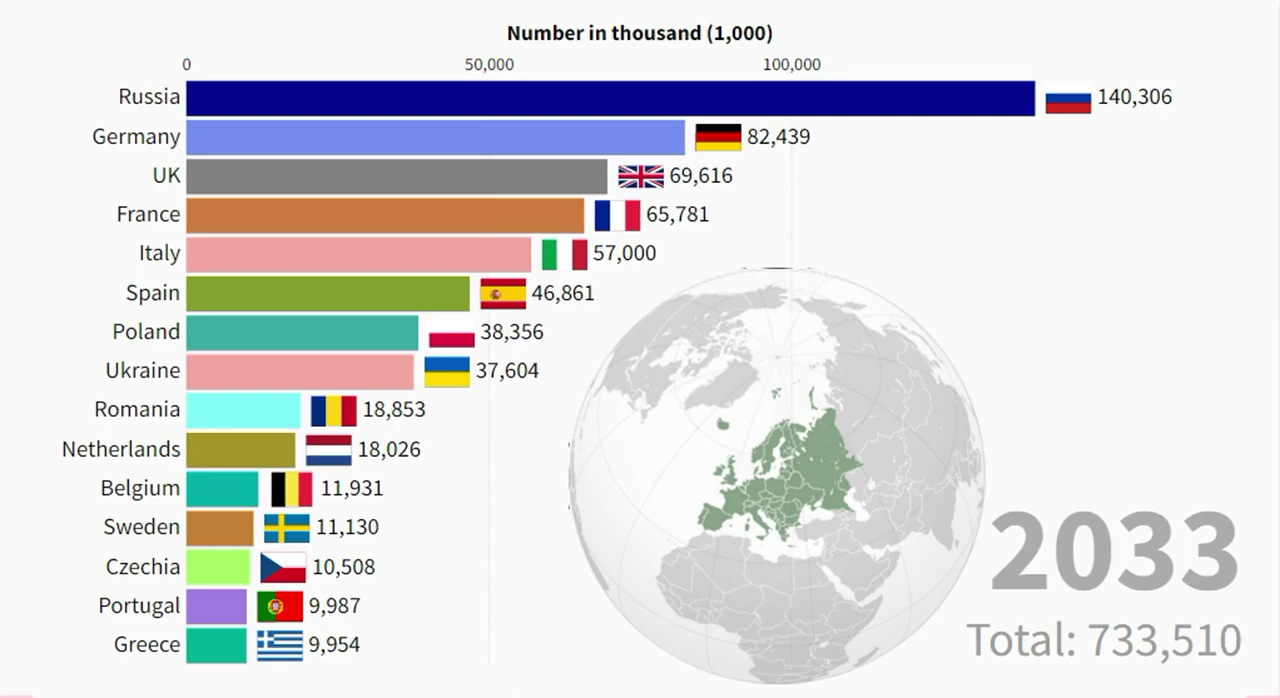 Number in thousand (1,000)
0 50,000 100,000
Russia 140,306
Germany 82,439
UK 69,616
France 65,781
Italy 57,000
Spain 46,861
Poland 38,356
Ukraine 37,604
Romania 18,853
Netherlands 18,026
Belgium 11,931
Sweden 11,130
Czechia 10,508
Portugal 9,987
Greece 9,954
2033
Total: 733,510